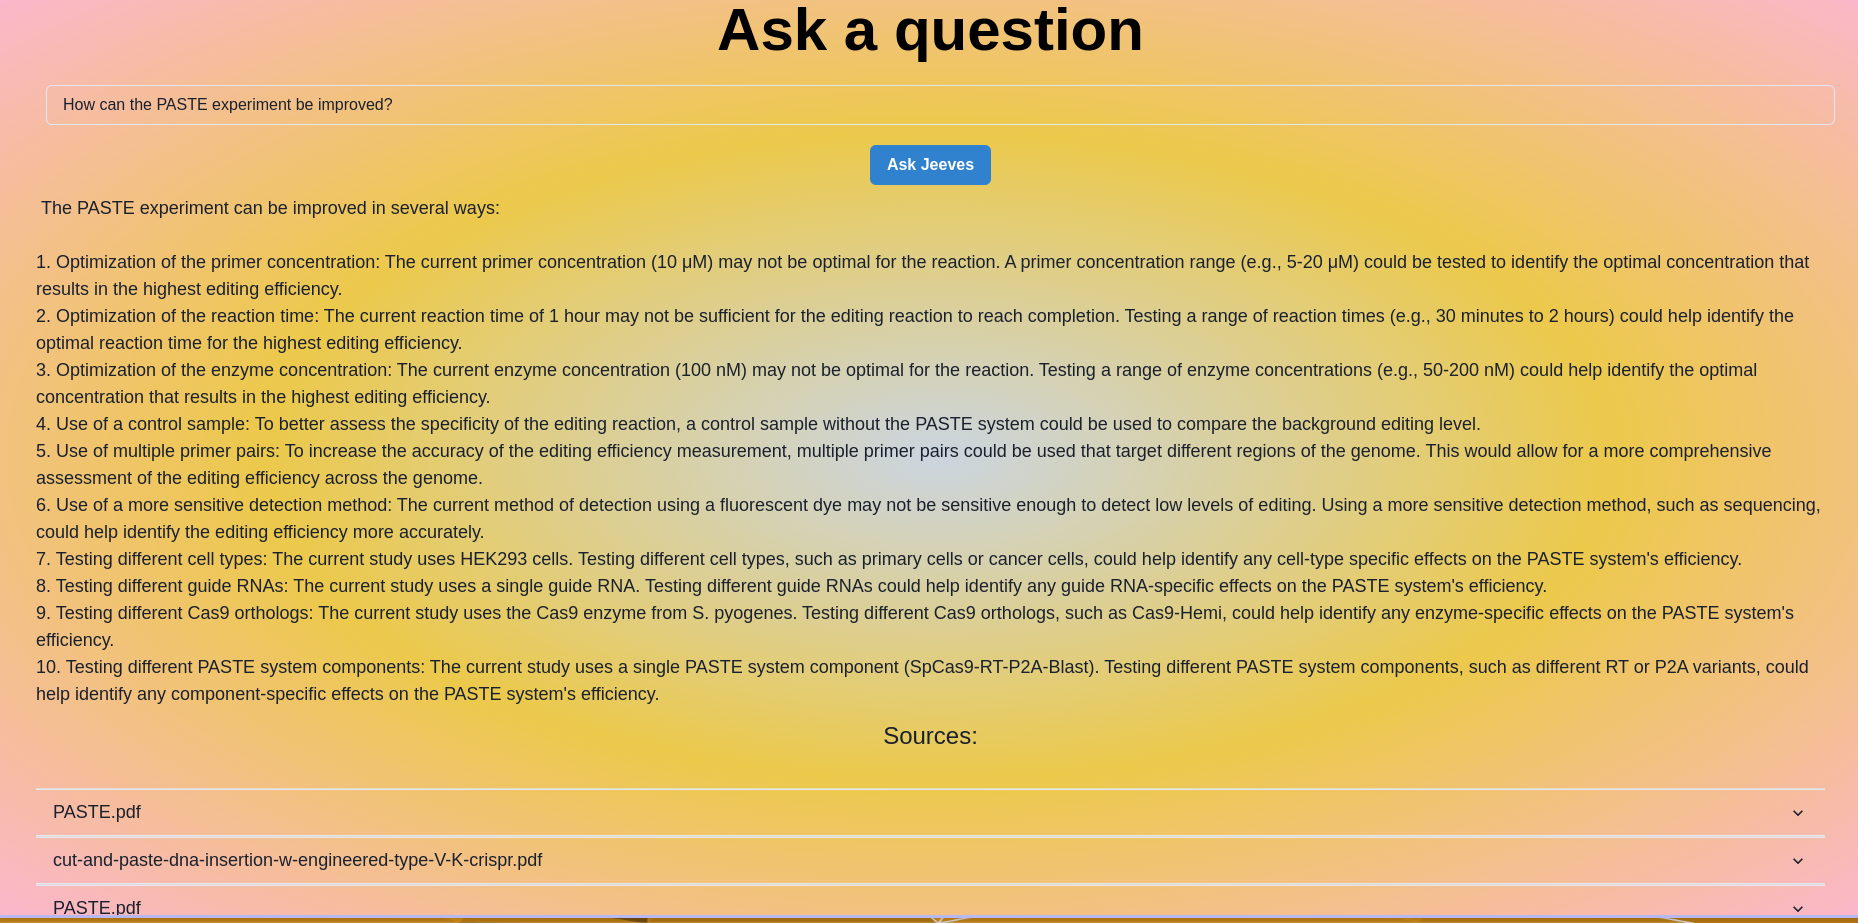 Ask a question
How can the PASTE experiment be improved?
Ask Jeeves
The PASTE experiment can be improved in several ways:
1. Optimization of the primer concentration: The current primer concentration (10 μM) may not be optimal for the reaction. A primer concentration range (e.g., 5-20 μM) could be tested to identify the optimal concentration that
results in the highest editing efficiency.
2. Optimization of the reaction time: The current reaction time of 1 hour may not be sufficient for the editing reaction to reach completion. Testing a range of reaction times (e.g., 30 minutes to 2 hours) could help identify the
optimal reaction time for the highest editing efficiency.
3. Optimization of the enzyme concentration: The current enzyme concentration (100 nM) may not be optimal for the reaction. Testing a range of enzyme concentrations (e.g., 50-200 nM) could help identify the optimal
concentration that results in the highest editing efficiency.
4. Use of a control sample: To better assess the specificity of the editing reaction, a control sample without the PASTE system could be used to compare the background editing level.
5. Use of multiple primer pairs: To increase the accuracy of the editing efficiency measurement, multiple primer pairs could be used that target different regions of the genome. This would allow for a more comprehensive
assessment of the editing efficiency across the genome.
6. Use of a more sensitive detection method: The current method of detection using a fluorescent dye may not be sensitive enough to detect low levels of editing. Using a more sensitive detection method, such as sequencing,
could help identify the editing efficiency more accurately.
7. Testing different cell types: The current study uses HEK293 cells. Testing different cell types, such as primary cells or cancer cells, could help identify any cell-type specific effects on the PASTE system's efficiency.
8. Testing different guide RNAs: The current study uses a single guide RNA. Testing different guide RNAs could help identify any guide RNA-specific effects on the PASTE system's efficiency.
9. Testing different Cas9 orthologs: The current study uses the Cas9 enzyme from S. pyogenes. Testing different Cas9 orthologs, such as Cas9-Hemi, could help identify any enzyme-specific effects on the PASTE system's
efficiency.
10. Testing different PASTE system components: The current study uses a single PASTE system component (SpCas9-RT-P2A-Blast). Testing different PASTE system components, such as different RT or P2A variants, could
help identify any component-specific effects on the PASTE system's efficiency.
Sources:
PASTE.pdf
cut-and-paste-dna-insertion-w-engineered-type-V-K-crispr.pdf
PASTE.pdf